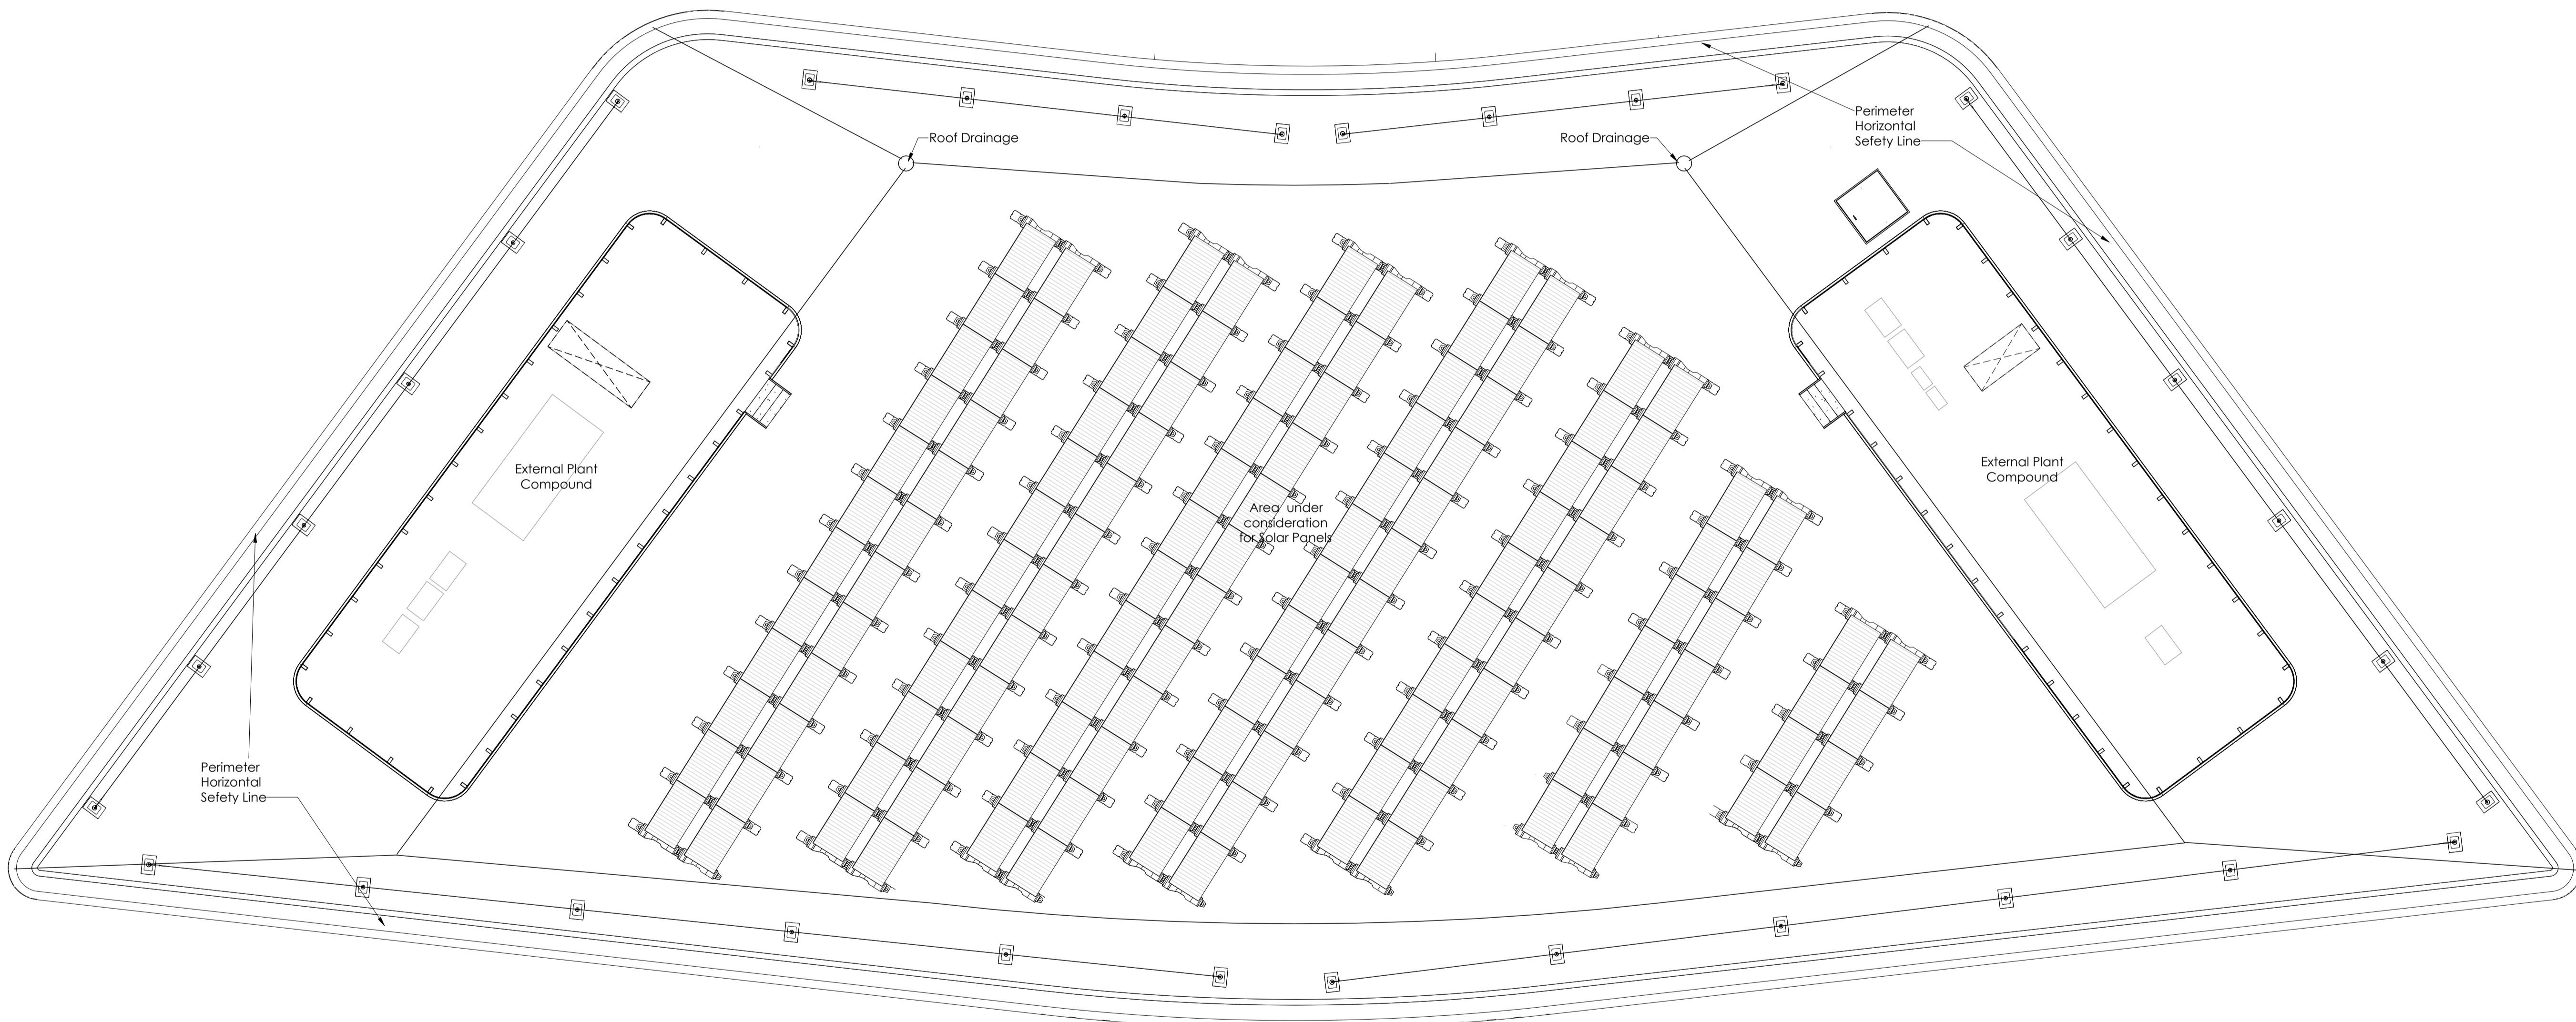 Perimeter
Horizontal
Sefety Line
Roof Drainage
Roof Drainage
External Plant
Compound
External Plant
Compound
Area under
consideration
for Solar Panels
Perimeter
Horizontal
Sefety Line